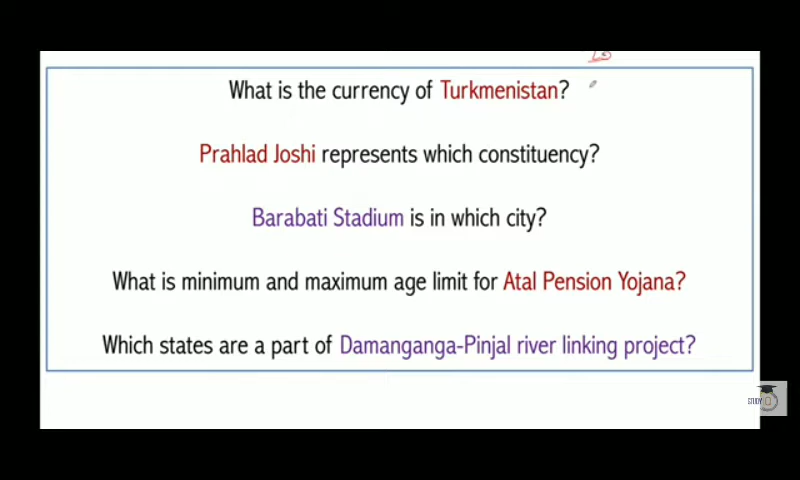 What is the currency of Turkmenistan?
Prahlad Joshi represents which constituency?
Barabati Stadium is in which city?
What is minimum and maximum age limit for Atal Pension Yojana?
Which states are a part of Damanganga-Pinjal river linking project?
STUDY IQ